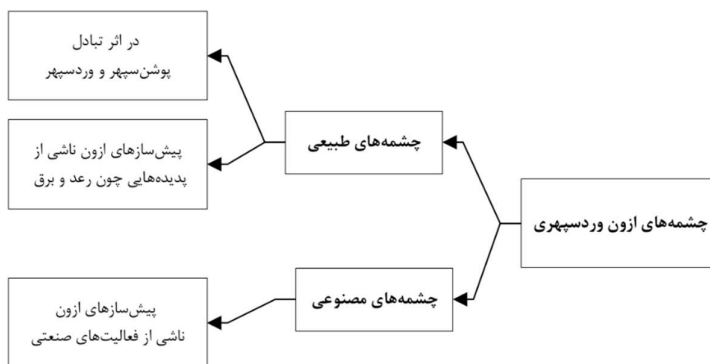 چشمه‌های ازون وردسپهری
چشمه‌های طبیعی
در اثر تبادل
پوشن‌سپهر و وردسپهر
پیش‌سازهای ازون ناشی از
پدیده‌هایی چون رعد و برق
چشمه‌های مصنوعی
پیش‌سازهای ازون
ناشی از فعالیت‌های صنعتی